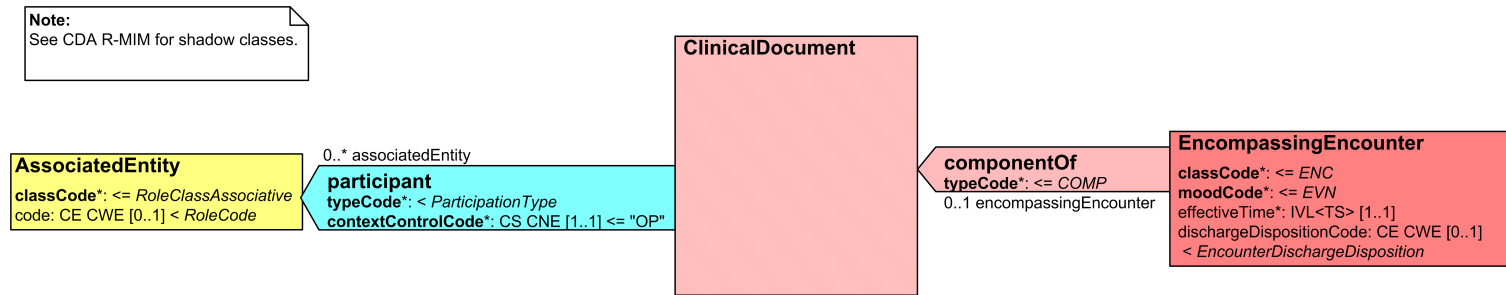 Note:
See CDA R-MIM for shadow classes.
ClinicalDocument
AssociatedEntity
classCode*: <= RoleClassAssociative
code: CE CWE [0..1] < RoleCode
0..* associatedEntity
participant
typeCode*: < ParticipationType
contextControlCode*: CS CNE [1..1] <= "OP"
componentOf
typeCode*: <= COMP
0..1 encompassingEncounter
EncompassingEncounter
classCode*: <= ENC
moodCode*: <= EVN
effectiveTime*: IVL<TS> [1..1]
dischargeDispositionCode: CE CWE [0..1]
< EncounterDischargeDisposition